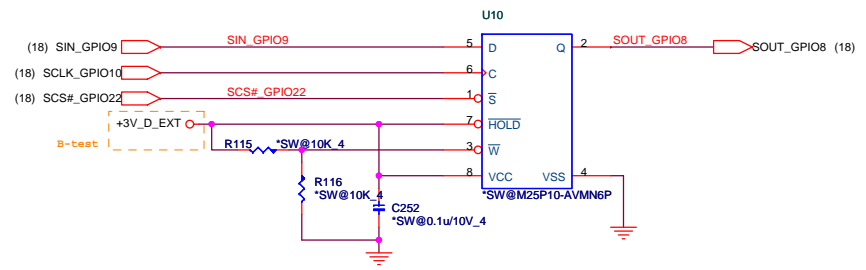 U10
(18) SIN_GPIO9 SIN_GPIO9 5 D Q 2 SOUT_GPIO8 SOUT_GPIO8 (18)
(18) SCLK_GPIO10 6 C
(18) SCS#_GPIO22 SCS#_GPIO22 1 S
+3V_D_EXT 7 HOLD
B-test R115 *SW@10K_4 3 W
8 VCC VSS 4
R116
*SW@10K_4 *SW@M25P10-AVMN6P
C252
*SW@0.1u/10V_4